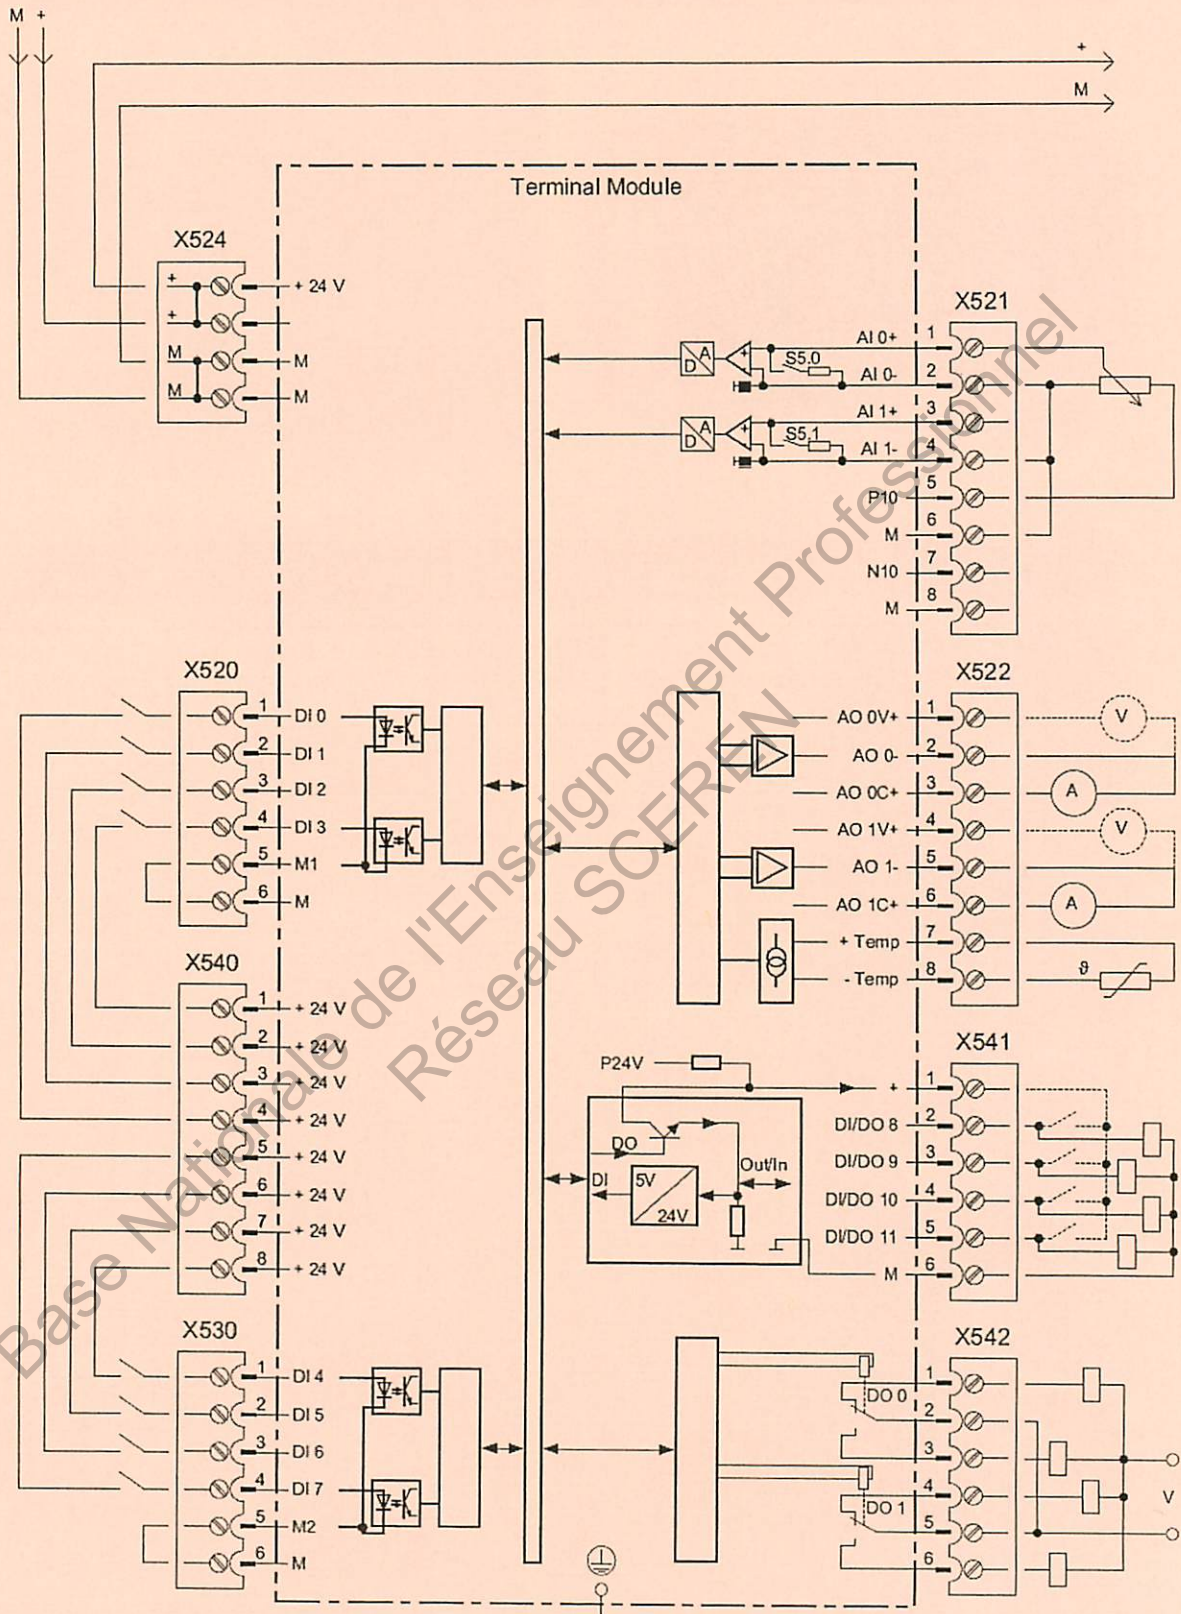 M +
+
M
Terminal Module
X524
+ + 24 V
+
M M
M M
X521
AI 0+ 1
S5.0
AI 0- 2
AI 1+ 3
S5.1
AI 1- 4
P10 5
M 6
N10 7
M 8
D A
D A
X520
1 DI 0
2 DI 1
3 DI 2
4 DI 3
5 M1
6 M
X522
AO 0V+ 1 V
AO 0- 2
AO 0C+ 3 A
AO 1V+ 4 V
AO 1- 5
AO 1C+ 6 A
+ Temp 7
- Temp 8 ϑ
X540
1 + 24 V
2 + 24 V
3 + 24 V
4 + 24 V
5 + 24 V
6 + 24 V
7 + 24 V
8 + 24 V
X541
P24V
+ 1
DI/DO 8 2
DI/DO 9 3
DI/DO 10 4
DI/DO 11 5
M 6
DO
DI
5V
24V
Out/In
X530
1 DI 4
2 DI 5
3 DI 6
4 DI 7
5 M2
6 M
X542
1
DO 0
2
3
4
DO 1
5
6
V
Base Nationale de l'Enseignement Professionnel
Réseau SCEREN